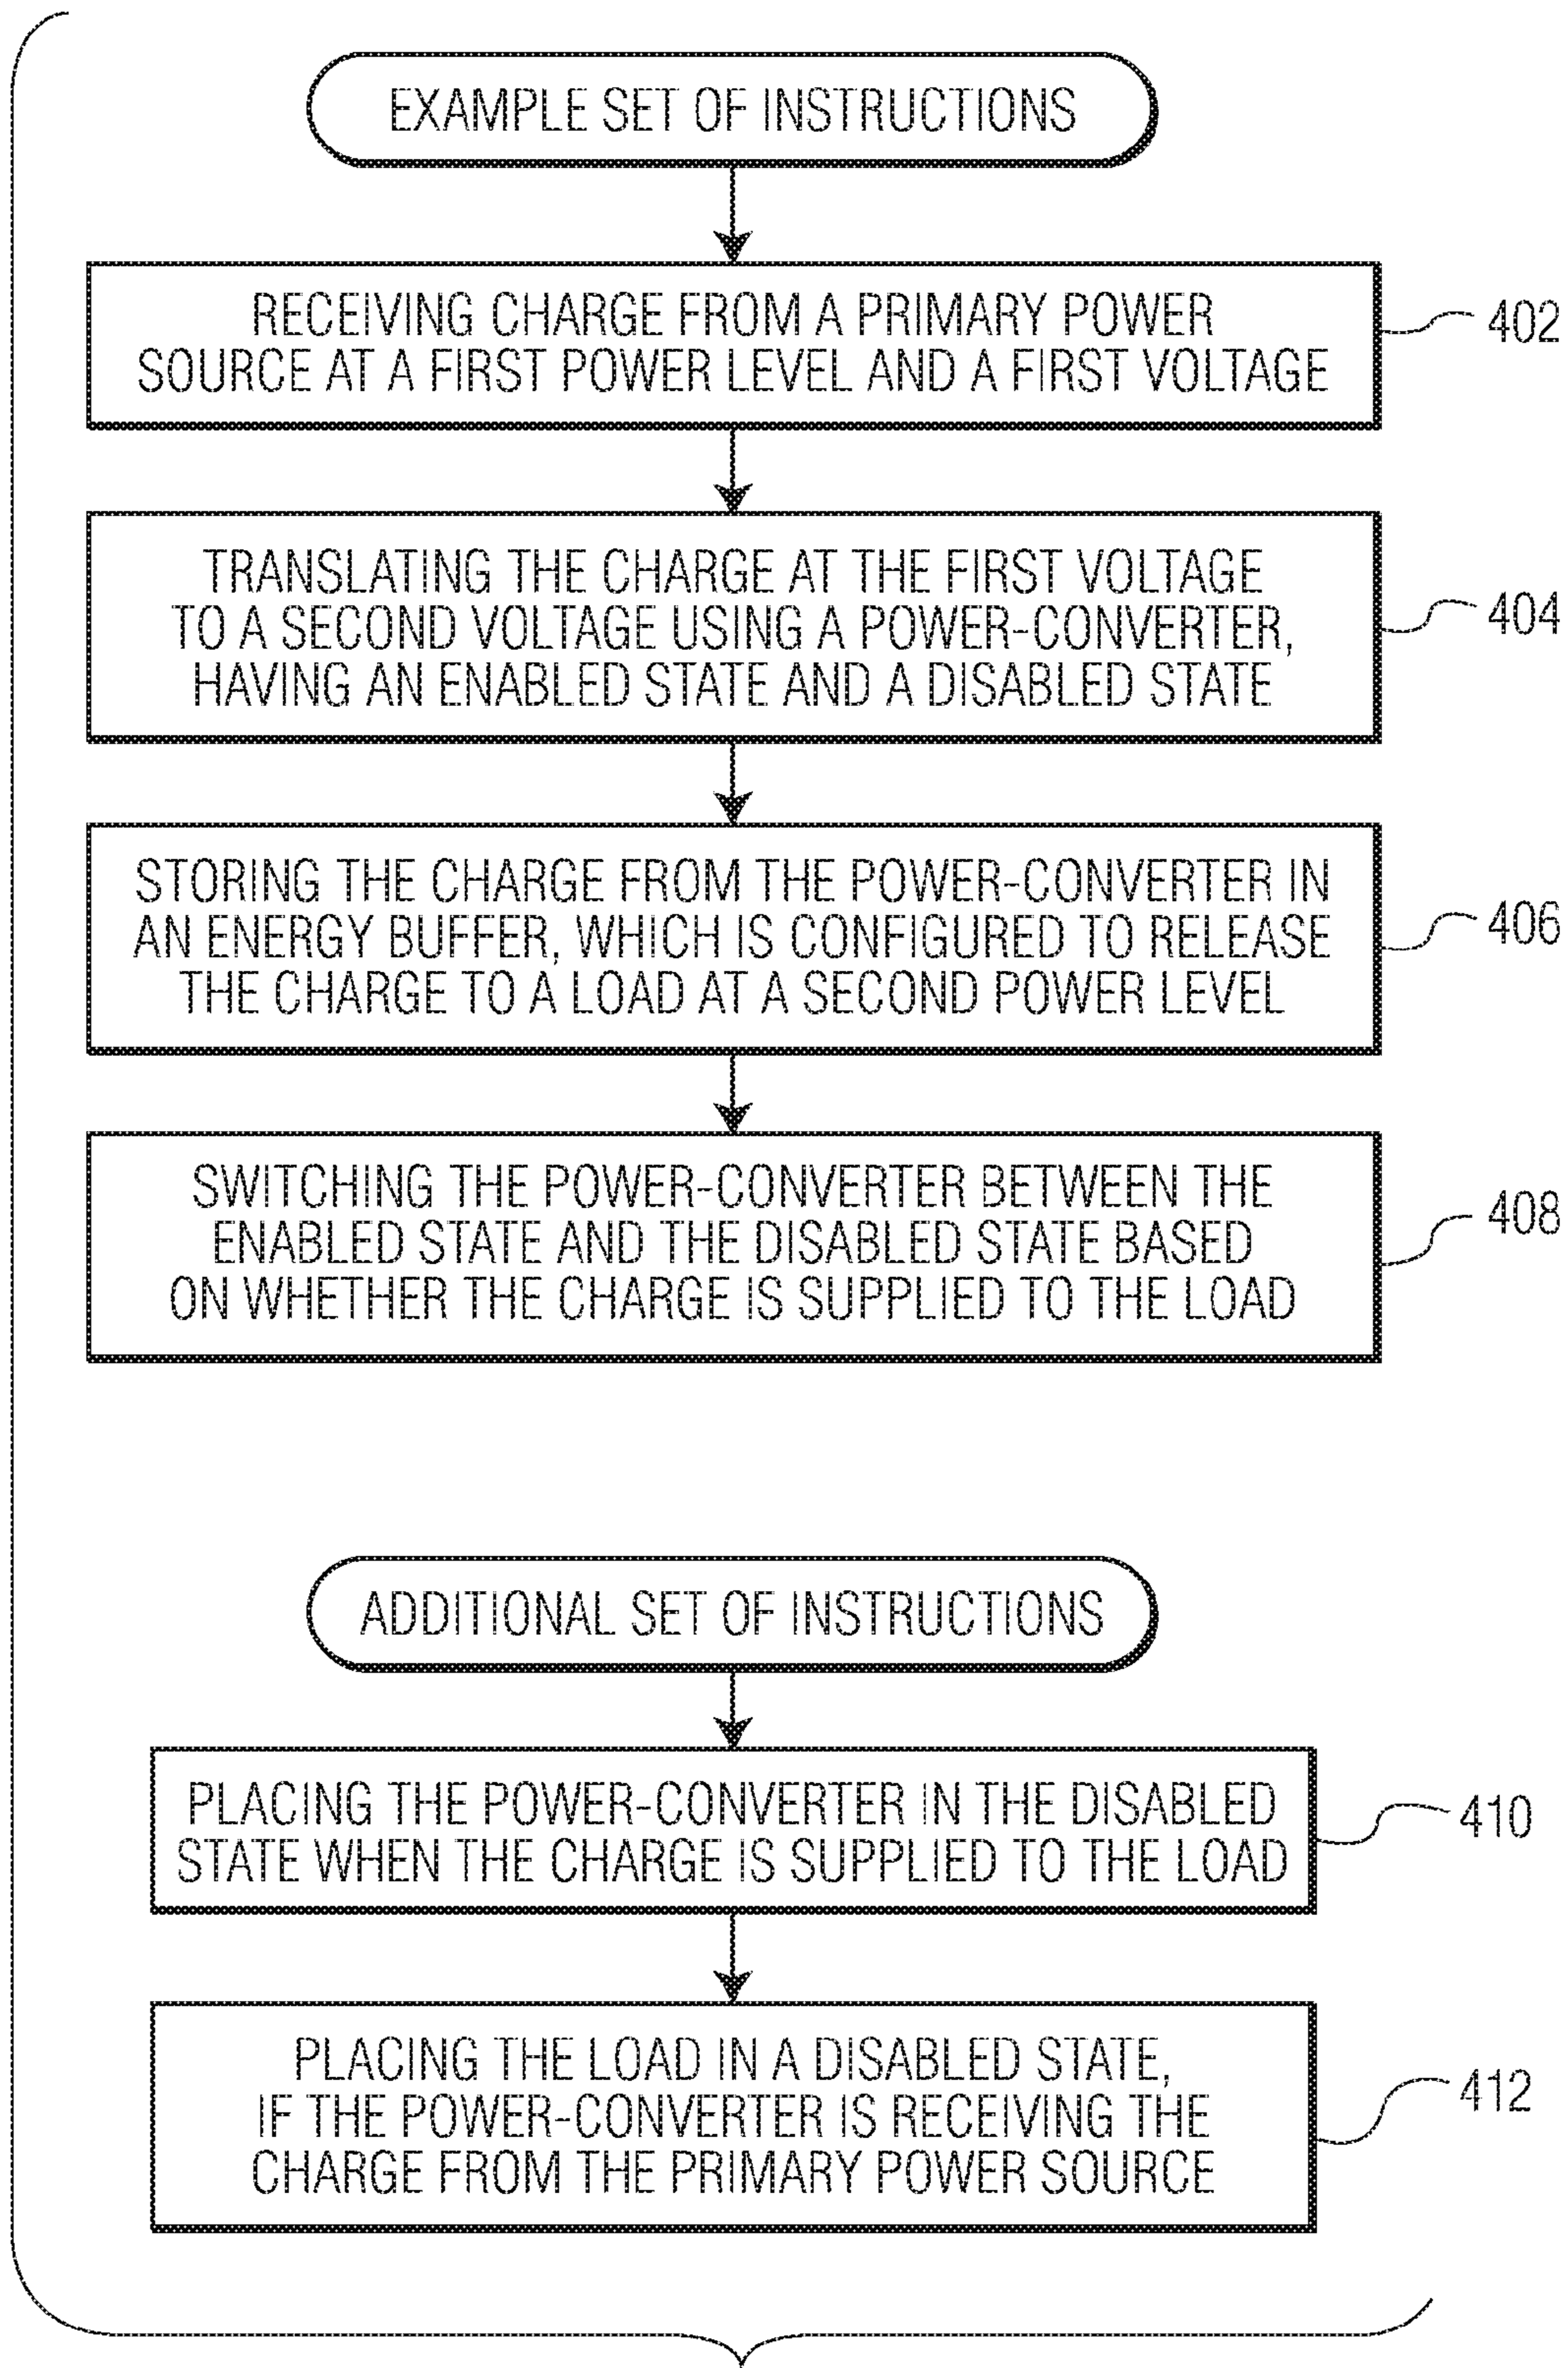 EXAMPLE SET OF INSTRUCTIONS
RECEIVING CHARGE FROM A PRIMARY POWER
SOURCE AT A FIRST POWER LEVEL AND A FIRST VOLTAGE
402
TRANSLATING THE CHARGE AT THE FIRST VOLTAGE
TO A SECOND VOLTAGE USING A POWER-CONVERTER,
HAVING AN ENABLED STATE AND A DISABLED STATE
404
STORING THE CHARGE FROM THE POWER-CONVERTER IN
AN ENERGY BUFFER, WHICH IS CONFIGURED TO RELEASE
THE CHARGE TO A LOAD AT A SECOND POWER LEVEL
406
SWITCHING THE POWER-CONVERTER BETWEEN THE
ENABLED STATE AND THE DISABLED STATE BASED
ON WHETHER THE CHARGE IS SUPPLIED TO THE LOAD
408
ADDITIONAL SET OF INSTRUCTIONS
PLACING THE POWER-CONVERTER IN THE DISABLED
STATE WHEN THE CHARGE IS SUPPLIED TO THE LOAD
410
PLACING THE LOAD IN A DISABLED STATE,
IF THE POWER-CONVERTER IS RECEIVING THE
CHARGE FROM THE PRIMARY POWER SOURCE
412